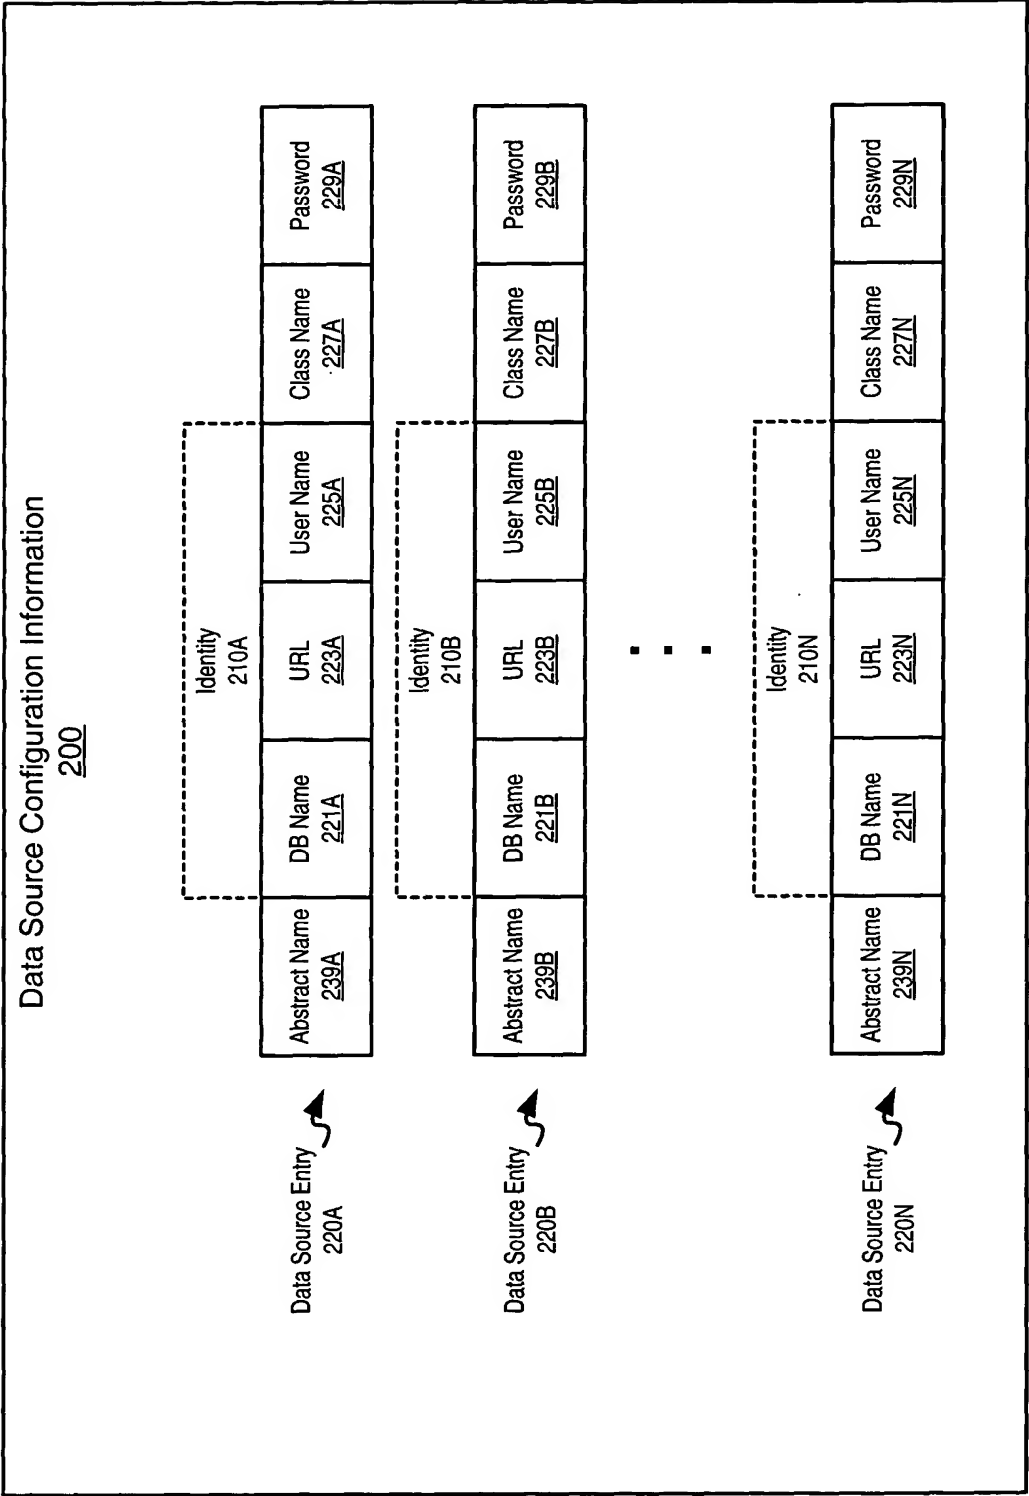 Data Source Configuration Information
200
Identity
210A
Data Source Entry
220A
Abstract Name
239A
DB Name
221A
URL
223A
User Name
225A
Class Name
227A
Password
229A
Identity
210B
Data Source Entry
220B
Abstract Name
239B
DB Name
221B
URL
223B
User Name
225B
Class Name
227B
Password
229B
Identity
210N
Data Source Entry
220N
Abstract Name
239N
DB Name
221N
URL
223N
User Name
225N
Class Name
227N
Password
229N